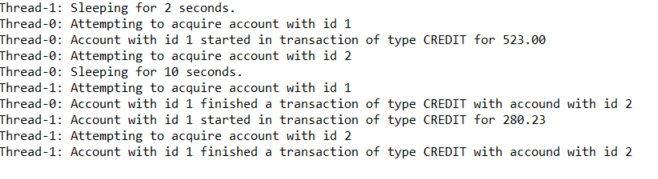 Thread-1: Sleeping for 2 seconds.
Thread-0: Attempting to acquire account with id 1
Thread-0: Account with id 1 started in transaction of type CREDIT for 523.00
Thread-0: Attempting to acquire account with id 2
Thread-0: Sleeping for 10 seconds.
Thread-1: Attempting to acquire account with id 1
Thread-0: Account with id 1 finished a transaction of type CREDIT with accound with id 2
Thread-1: Account with id 1 started in transaction of type CREDIT for 280.23
Thread-1: Attempting to acquire account with id 2
Thread-1: Account with id 1 finished a transaction of type CREDIT with accound with id 2